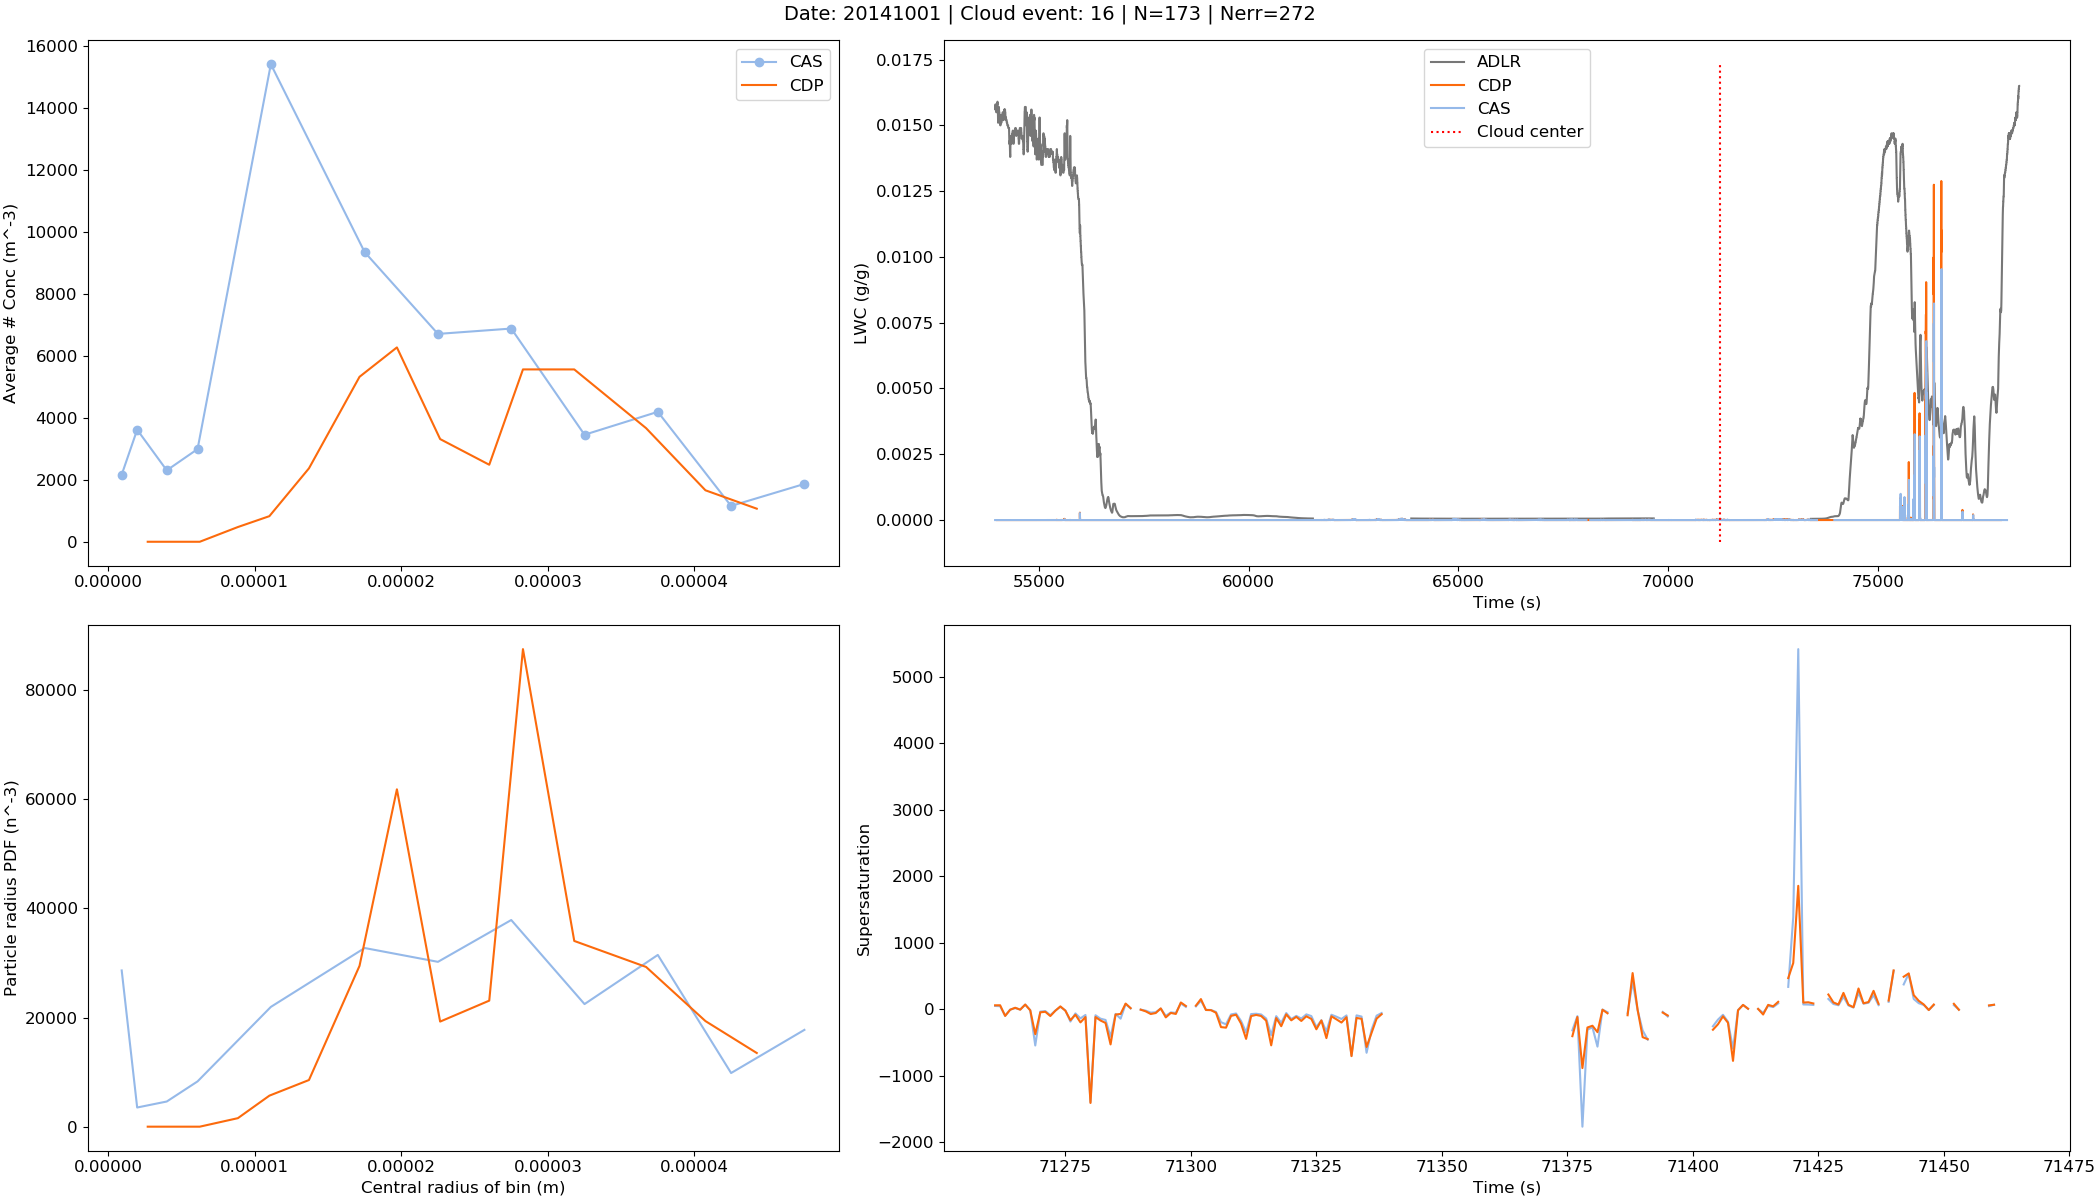 Date: 20141001 | Cloud event: 16 | N=173 | Nerr=272
Average # Conc (m^-3)
16000
14000
12000
10000
8000
6000
4000
2000
0
CAS
CDP
0.00000 0.00001 0.00002 0.00003 0.00004
LWC (g/g)
0.0175
0.0150
0.0125
0.0100
0.0075
0.0050
0.0025
0.0000
ADLR
CDP
CAS
Cloud center
55000 60000 65000 70000 75000
Time (s)
Particle radius PDF (n^-3)
80000
60000
40000
20000
0
0.00000 0.00001 0.00002 0.00003 0.00004
Central radius of bin (m)
Supersaturation
5000
4000
3000
2000
1000
0
−1000
−2000
71275 71300 71325 71350 71375 71400 71425 71450 71475
Time (s)